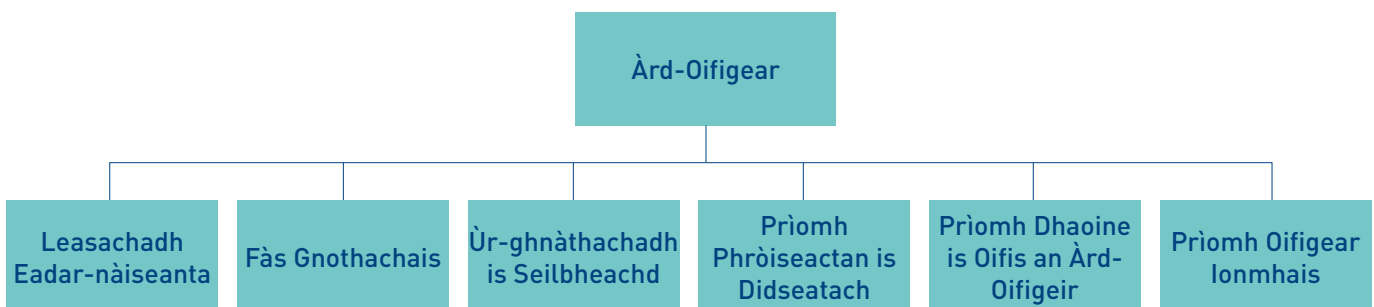 Àrd-Oifigear
Leasachadh
Eadar-nàiseanta
Fàs Gnothachais
Ùr-ghnàthachadh
is Seilbheachd
Prìomh
Phròiseactan is
Didseatach
Prìomh Dhaoine
is Oifis an Àrd-
Oifigeir
Prìomh Oifigear
Ionmhais